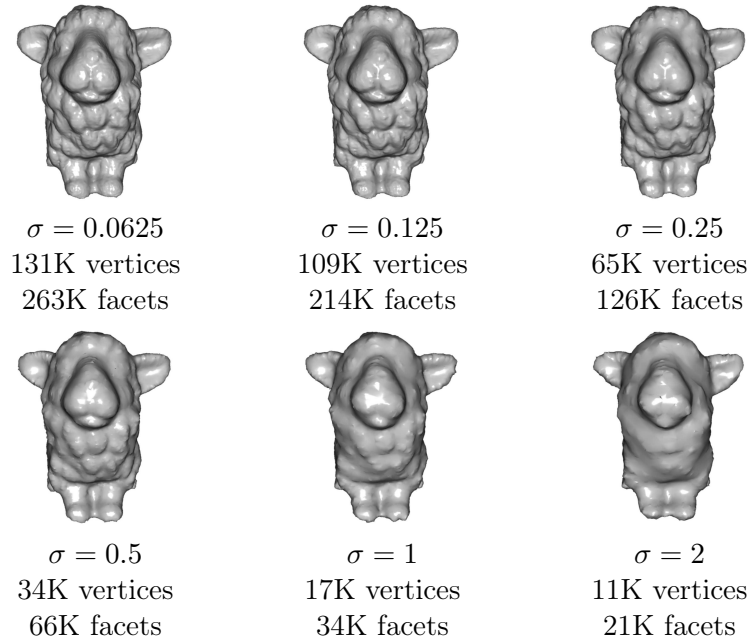 σ = 0.0625
131K vertices
263K facets
σ = 0.125
109K vertices
214K facets
σ = 0.25
65K vertices
126K facets
σ = 0.5
34K vertices
66K facets
σ = 1
17K vertices
34K facets
σ = 2
11K vertices
21K facets